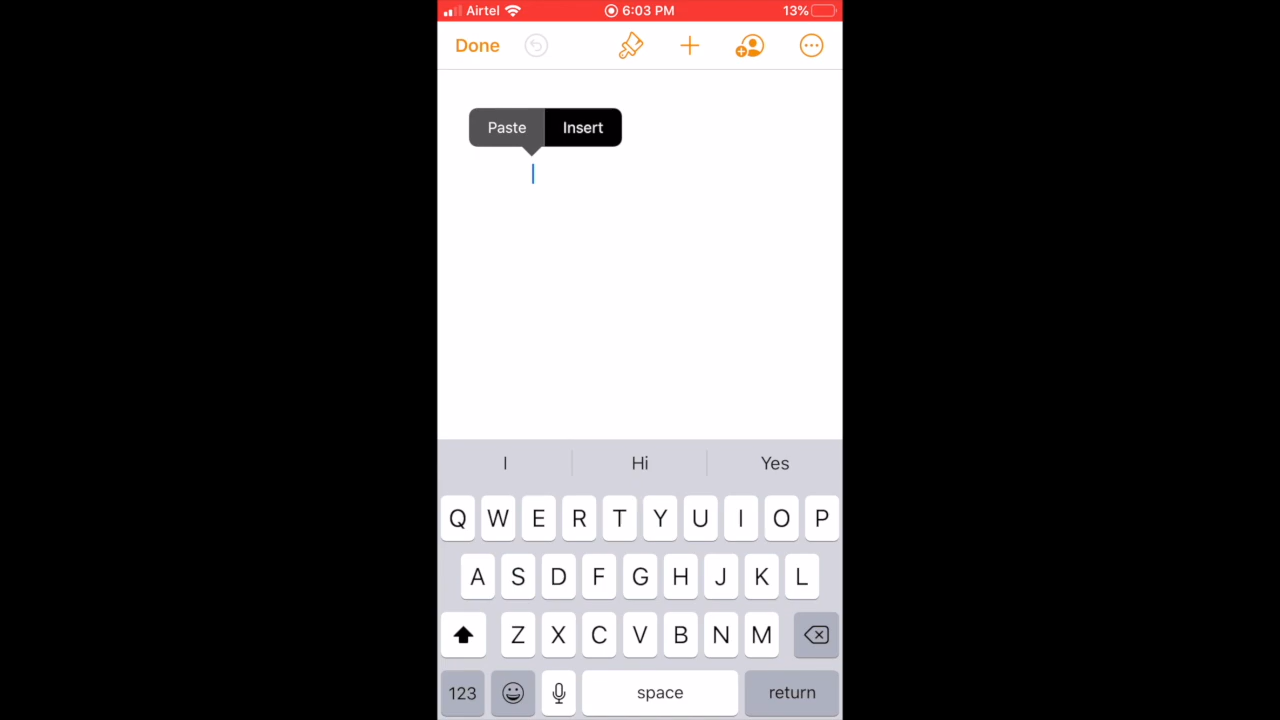 Airtel 6:03 PM 13%
Done
Paste Insert
I Hi Yes
Q W E R T Y U I O P
A S D F G H J K L
Z X C V B N M
123 space return